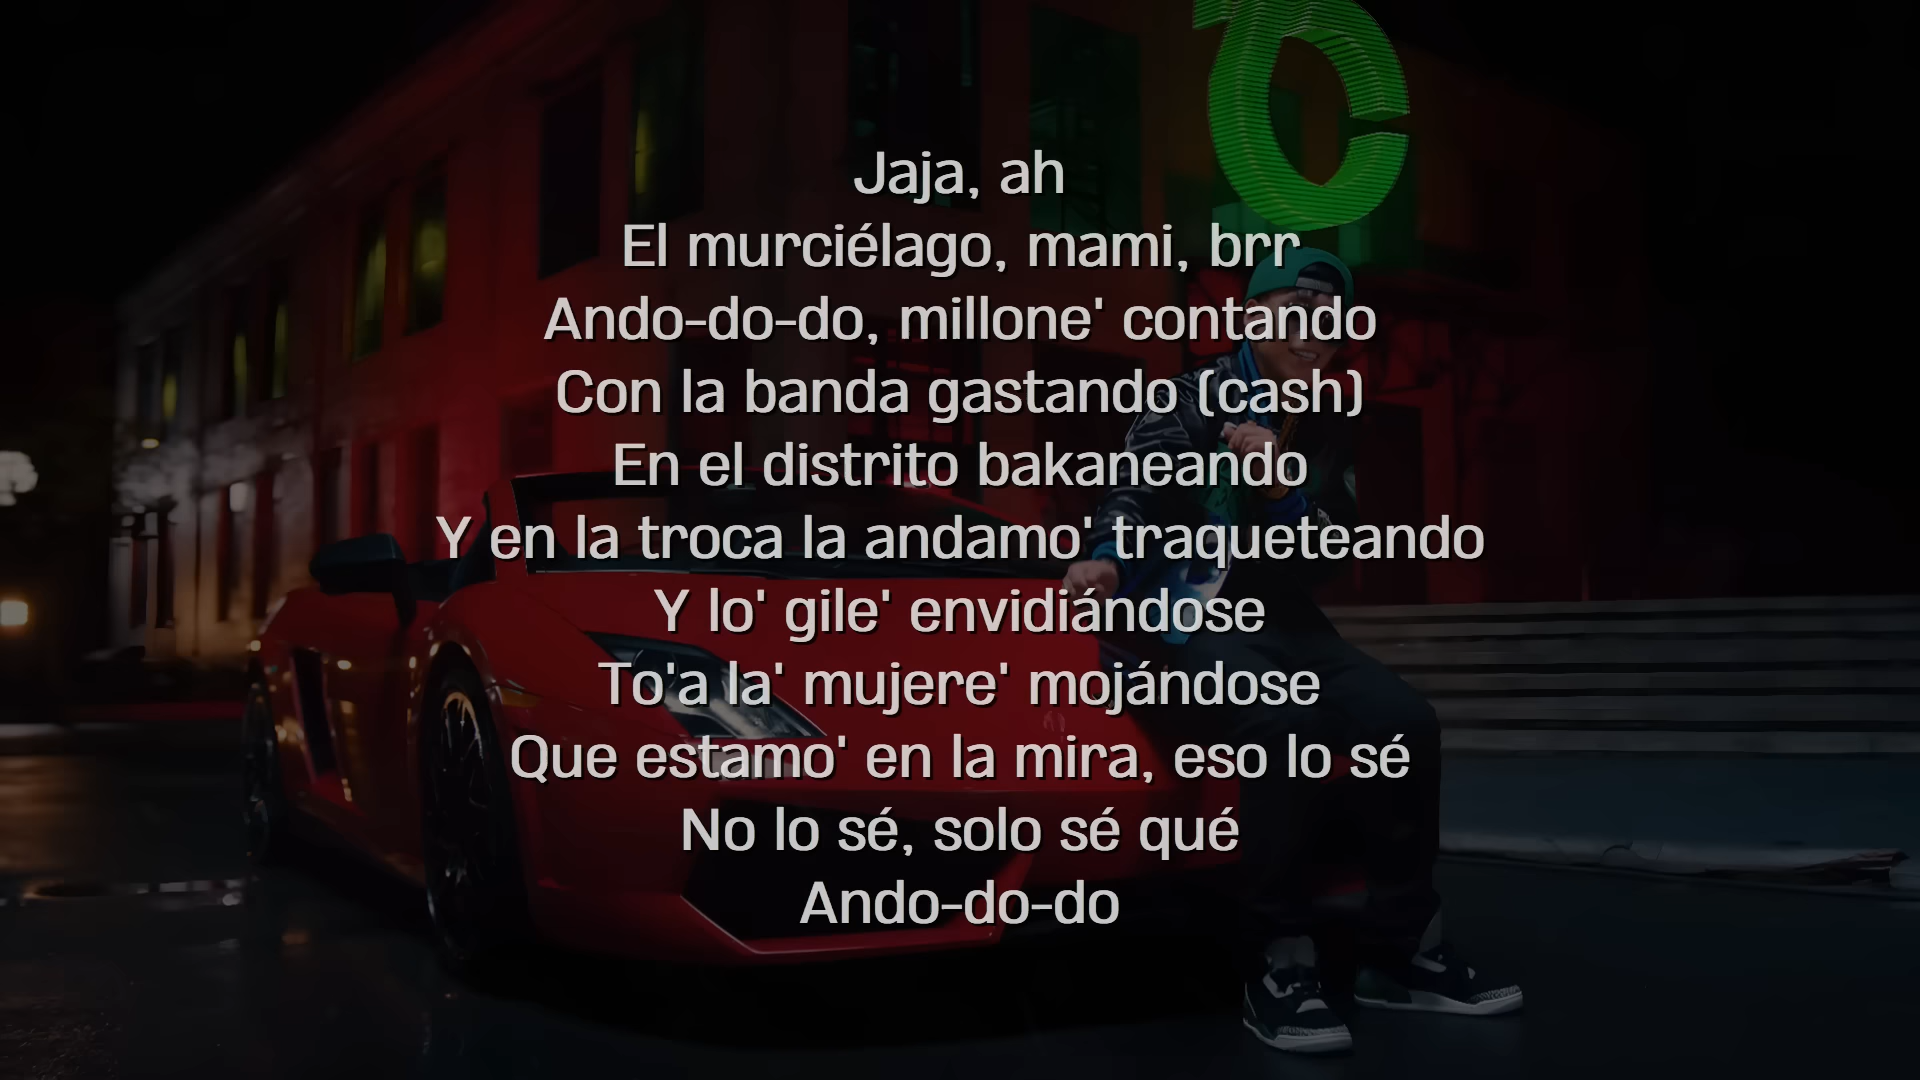 Jaja, ah
El murciélago, mami, brr
Ando-do-do, millone' contando
Con la banda gastando (cash)
En el distrito bakaneando
Y en la troca la andamo' traqueteando
Y lo' gile' envidiándose
To'a la' mujere' mojándose
Que estamo' en la mira, eso lo sé
No lo sé, solo sé qué
Ando-do-do